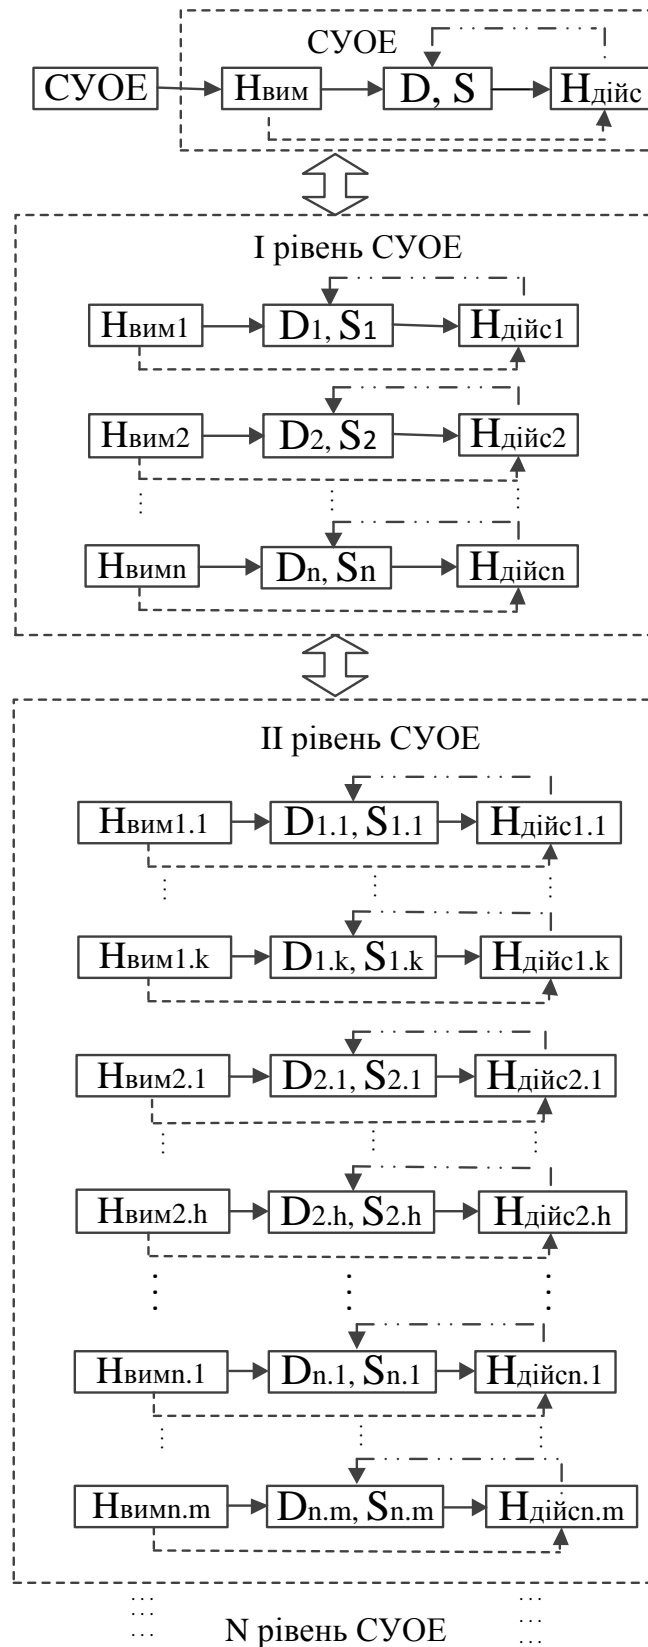 СУОЕ
СУОЕ Нвим D, S Ндійс
I рівень СУОЕ
Нвим1 D1, S1 Ндійс1
Нвим2 D2, S2 Ндійс2
Нвимn Dn, Sn Ндійсn
II рівень СУОЕ
Нвим1.1 D1.1, S1.1 Ндійс1.1
Нвим1.k D1.k, S1.k Ндійс1.k
Нвим2.1 D2.1, S2.1 Ндійс2.1
Нвим2.h D2.h, S2.h Ндійс2.h
Нвимn.1 Dn.1, Sn.1 Ндійсn.1
Нвимn.m Dn.m, Sn.m Ндійсn.m
N рівень СУОЕ